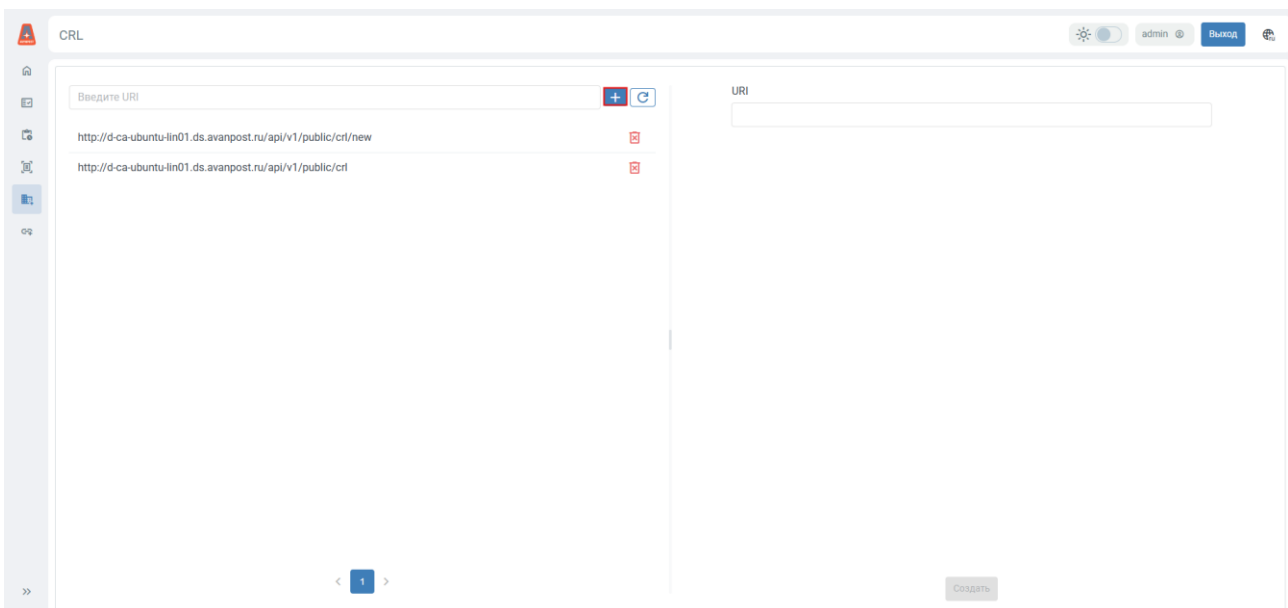 CRL
admin
Выход
Введите URI
URI
http://d-ca-ubuntu-lin01.ds.avanpost.ru/api/v1/public/crl/new
http://d-ca-ubuntu-lin01.ds.avanpost.ru/api/v1/public/crl
1
Создать